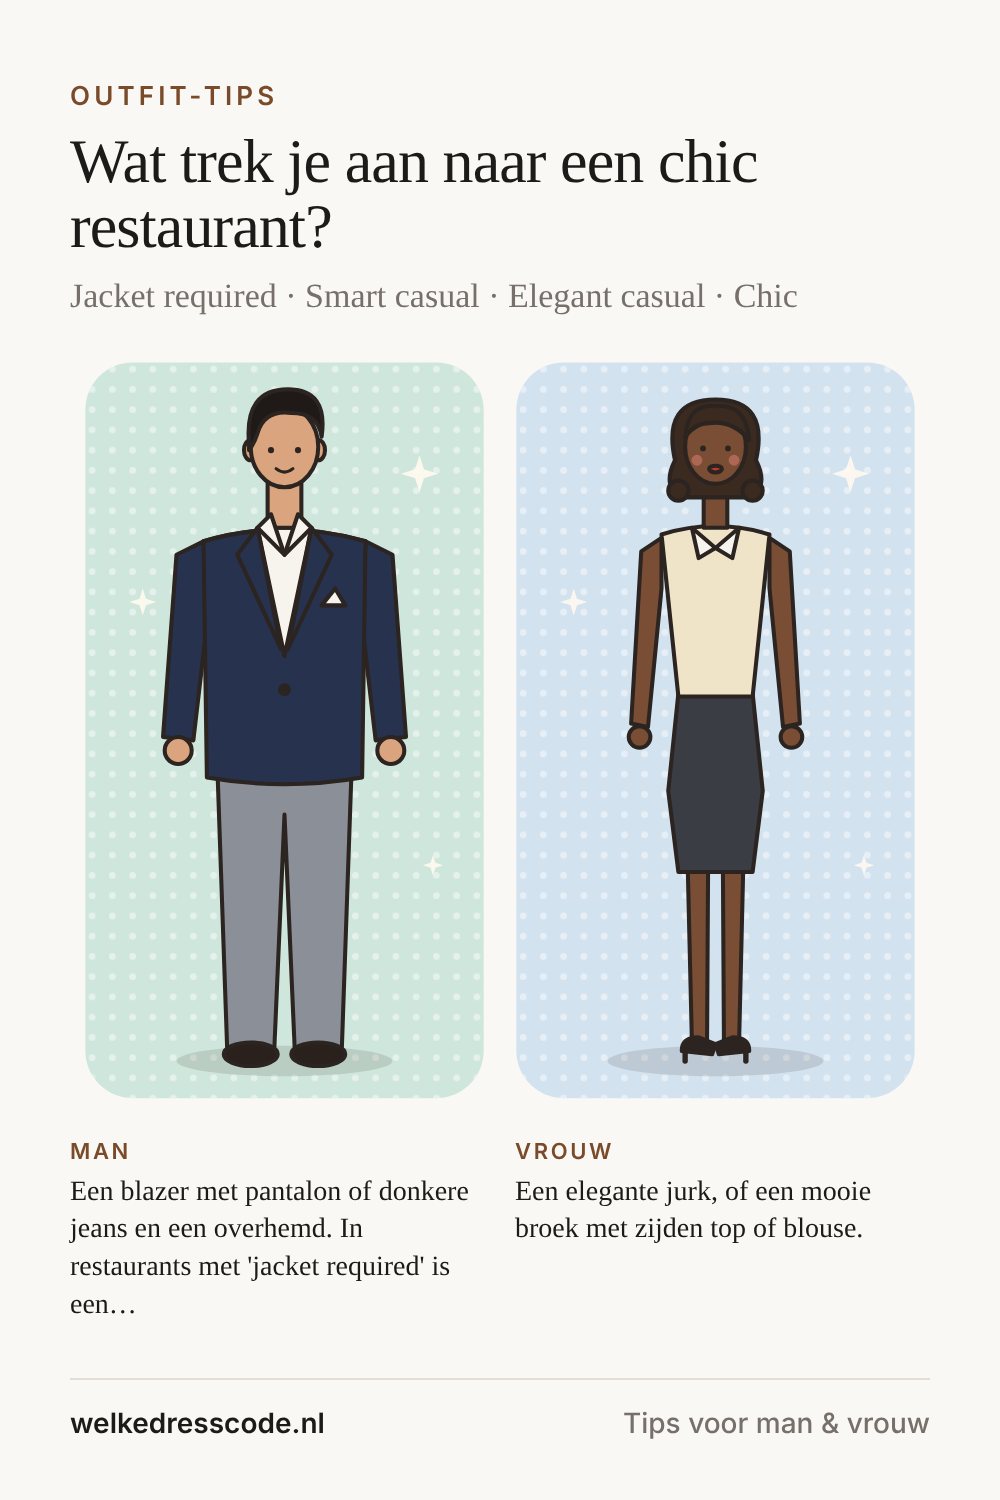 OUTFIT-TIPS
Wat trek je aan naar een chic
restaurant?
Jacket required · Smart casual · Elegant casual · Chic
MAN
Een blazer met pantalon of donkere
jeans en een overhemd. In
restaurants met 'jacket required' is
een…
VROUW
Een elegante jurk, of een mooie
broek met zijden top of blouse.
welkedresscode.nl
Tips voor man & vrouw